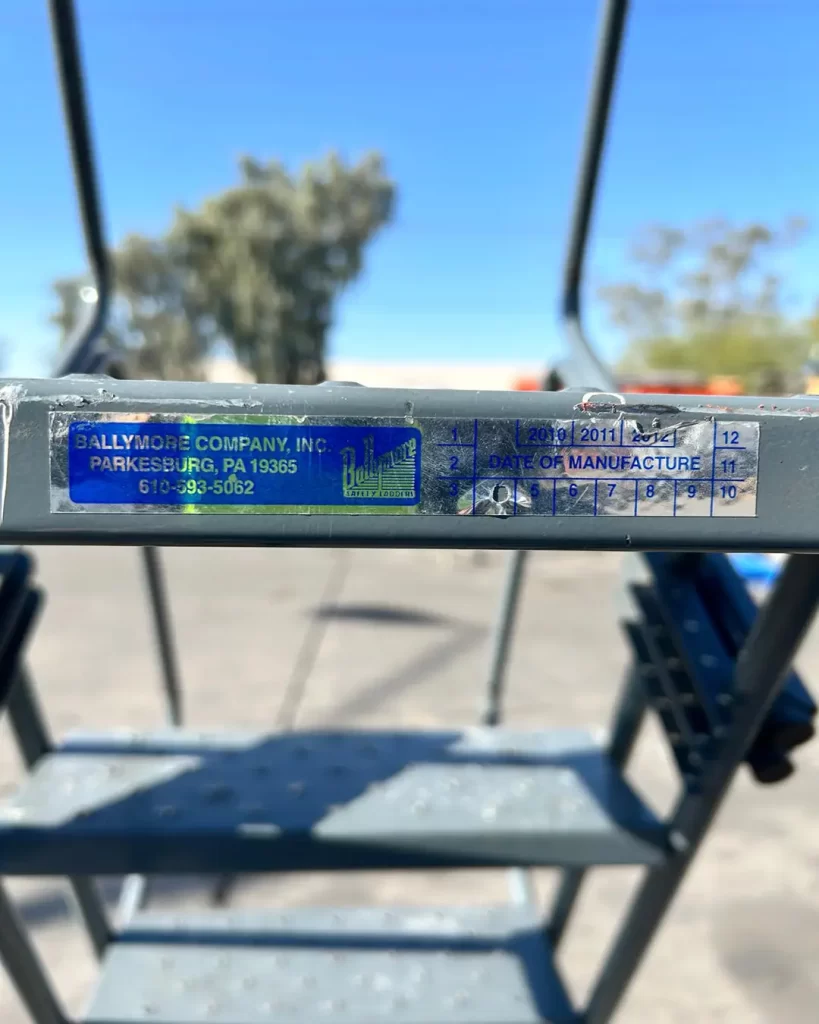 BALLYMORE COMPANY, INC.
PARKESBURG, PA 19365
610-593-5062
Ballymore
SAFETY LADDERS
1 2010 2011 2012 12
2 DATE OF MANUFACTURE 11
3 5 6 7 8 9 10